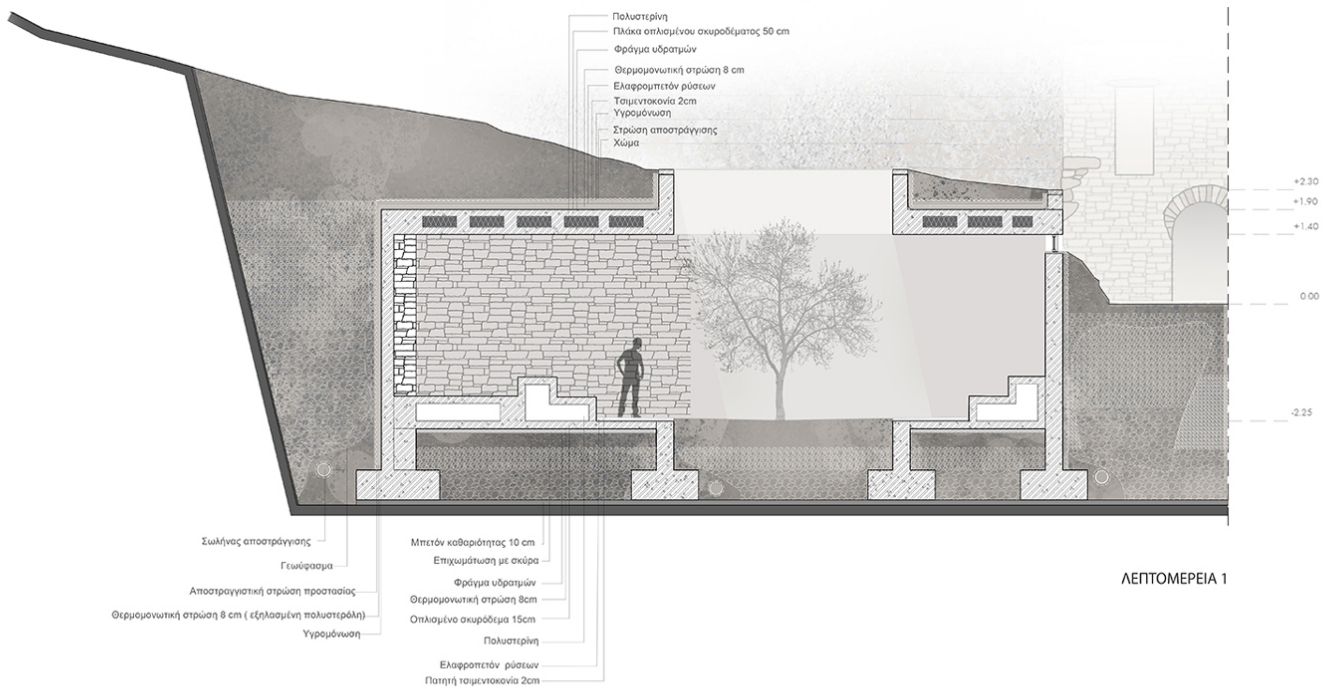 Πολυστερίνη
Πλάκα οπλισμένου σκυροδέματος 50 cm
Φράγμα υδρατμών
Θερμομονωτική στρώση 8 cm
Ελαφρομπετόν ρύσεων
Τσιμεντοκονία 2cm
Υγρομόνωση
Στρώση αποστράγγισης
Χώμα
+2.30
+1.90
+1.40
0.00
-2.25
Σωλήνας αποστράγγισης
Γεωύφασμα
Αποστραγγιστική στρώση προστασίας
Θερμομονωτική στρώση 8 cm ( εξηλασμένη πολυστερόλη)
Υγρομόνωση
Μπετόν καθαριότητας 10 cm
Επιχωμάτωση με σκύρα
Φράγμα υδρατμών
Θερμομονωτική στρώση 8cm
Οπλισμένο σκυρόδεμα 15cm
Πολυστερίνη
Ελαφροπετόν ρύσεων
Πατητή τσιμεντοκονία 2cm
ΛΕΠΤΟΜΕΡΕΙΑ 1